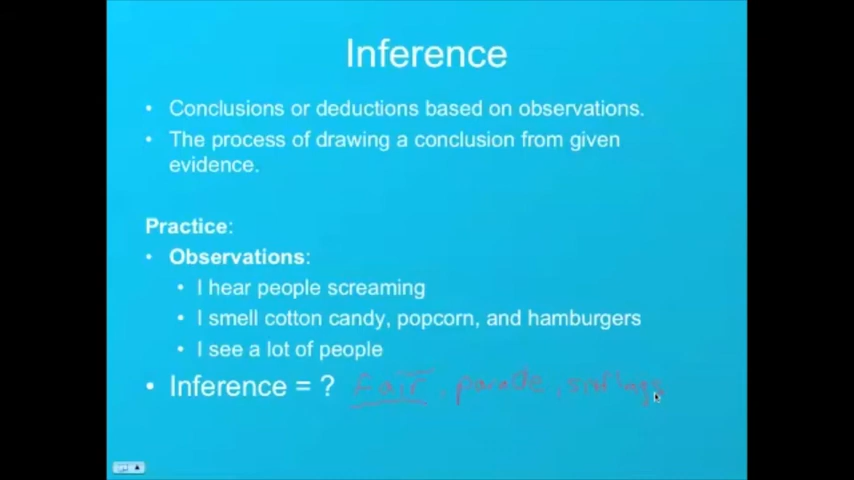 Inference
• Conclusions or deductions based on observations.
• The process of drawing a conclusion from given
evidence.
Practice:
• Observations:
• I hear people screaming
• I smell cotton candy, popcorn, and hamburgers
• I see a lot of people
• Inference = ? fair, parade,